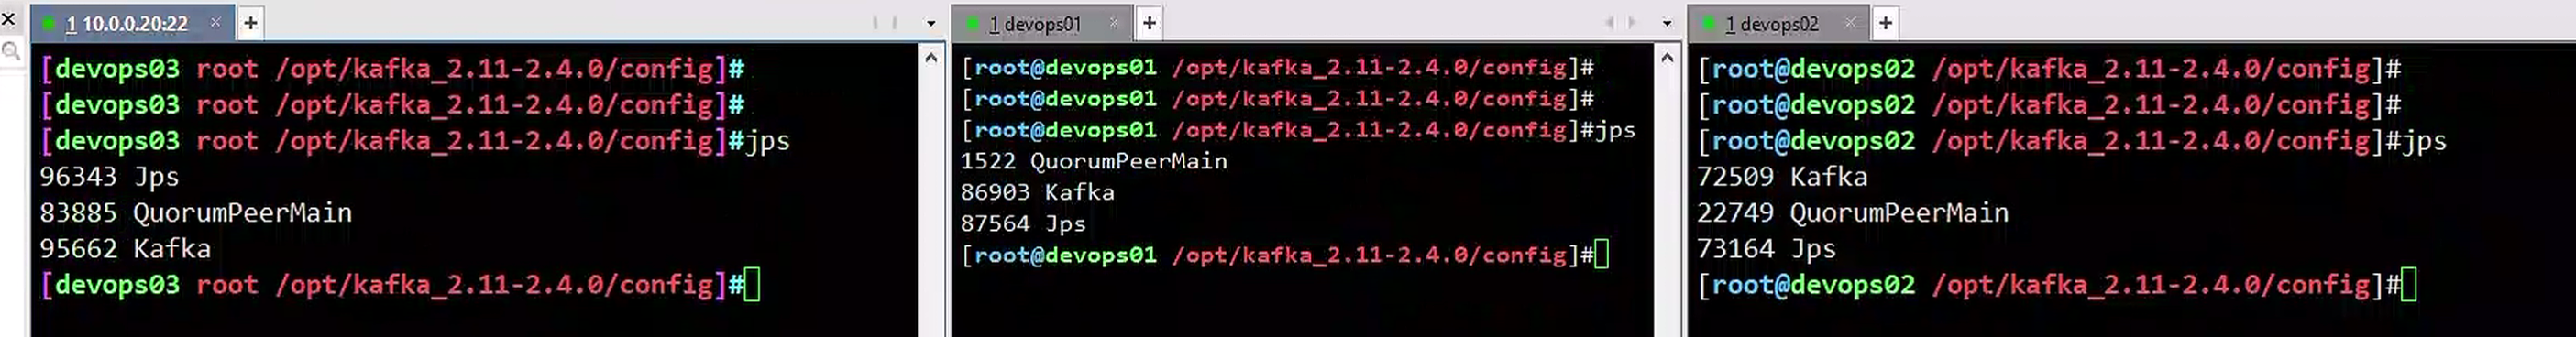 1 10.0.0.20:22
[devops03 root /opt/kafka_2.11-2.4.0/config]#
[devops03 root /opt/kafka_2.11-2.4.0/config]#
[devops03 root /opt/kafka_2.11-2.4.0/config]#jps
96343 Jps
83885 QuorumPeerMain
95662 Kafka
[devops03 root /opt/kafka_2.11-2.4.0/config]#
1 devops01
[root@devops01 /opt/kafka_2.11-2.4.0/config]#
[root@devops01 /opt/kafka_2.11-2.4.0/config]#
[root@devops01 /opt/kafka_2.11-2.4.0/config]#jps
1522 QuorumPeerMain
86903 Kafka
87564 Jps
[root@devops01 /opt/kafka_2.11-2.4.0/config]#
1 devops02
[root@devops02 /opt/kafka_2.11-2.4.0/config]#
[root@devops02 /opt/kafka_2.11-2.4.0/config]#
[root@devops02 /opt/kafka_2.11-2.4.0/config]#jps
72509 Kafka
22749 QuorumPeerMain
73164 Jps
[root@devops02 /opt/kafka_2.11-2.4.0/config]#